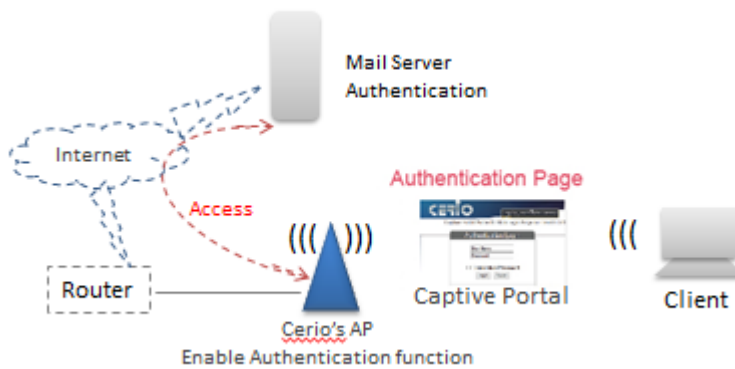 Mail Server
Authentication
Internet
Authentication Page
Access
CERIO
Router
Captive Portal
Client
Cerio's AP
Enable Authentication function